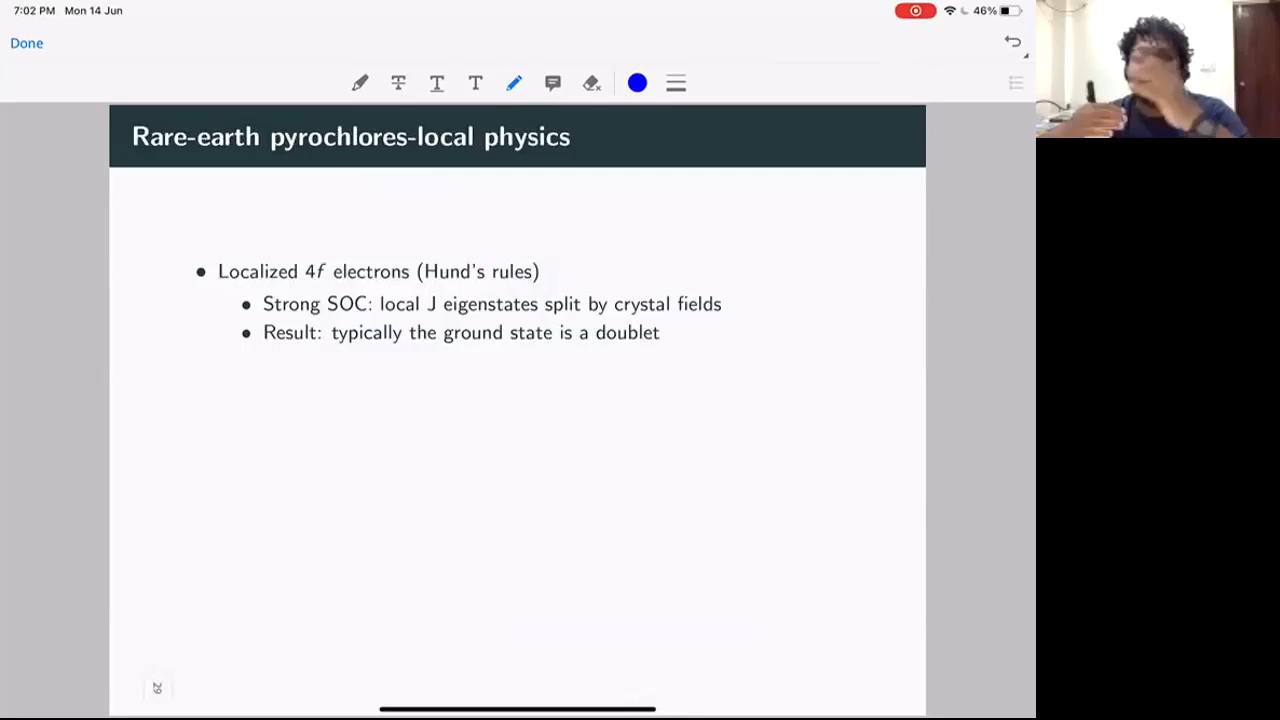 7:02 PM Mon 14 Jun 46%
Done
Rare-earth pyrochlores-local physics
• Localized 4f electrons (Hund's rules)
• Strong SOC: local J eigenstates split by crystal fields
• Result: typically the ground state is a doublet
29